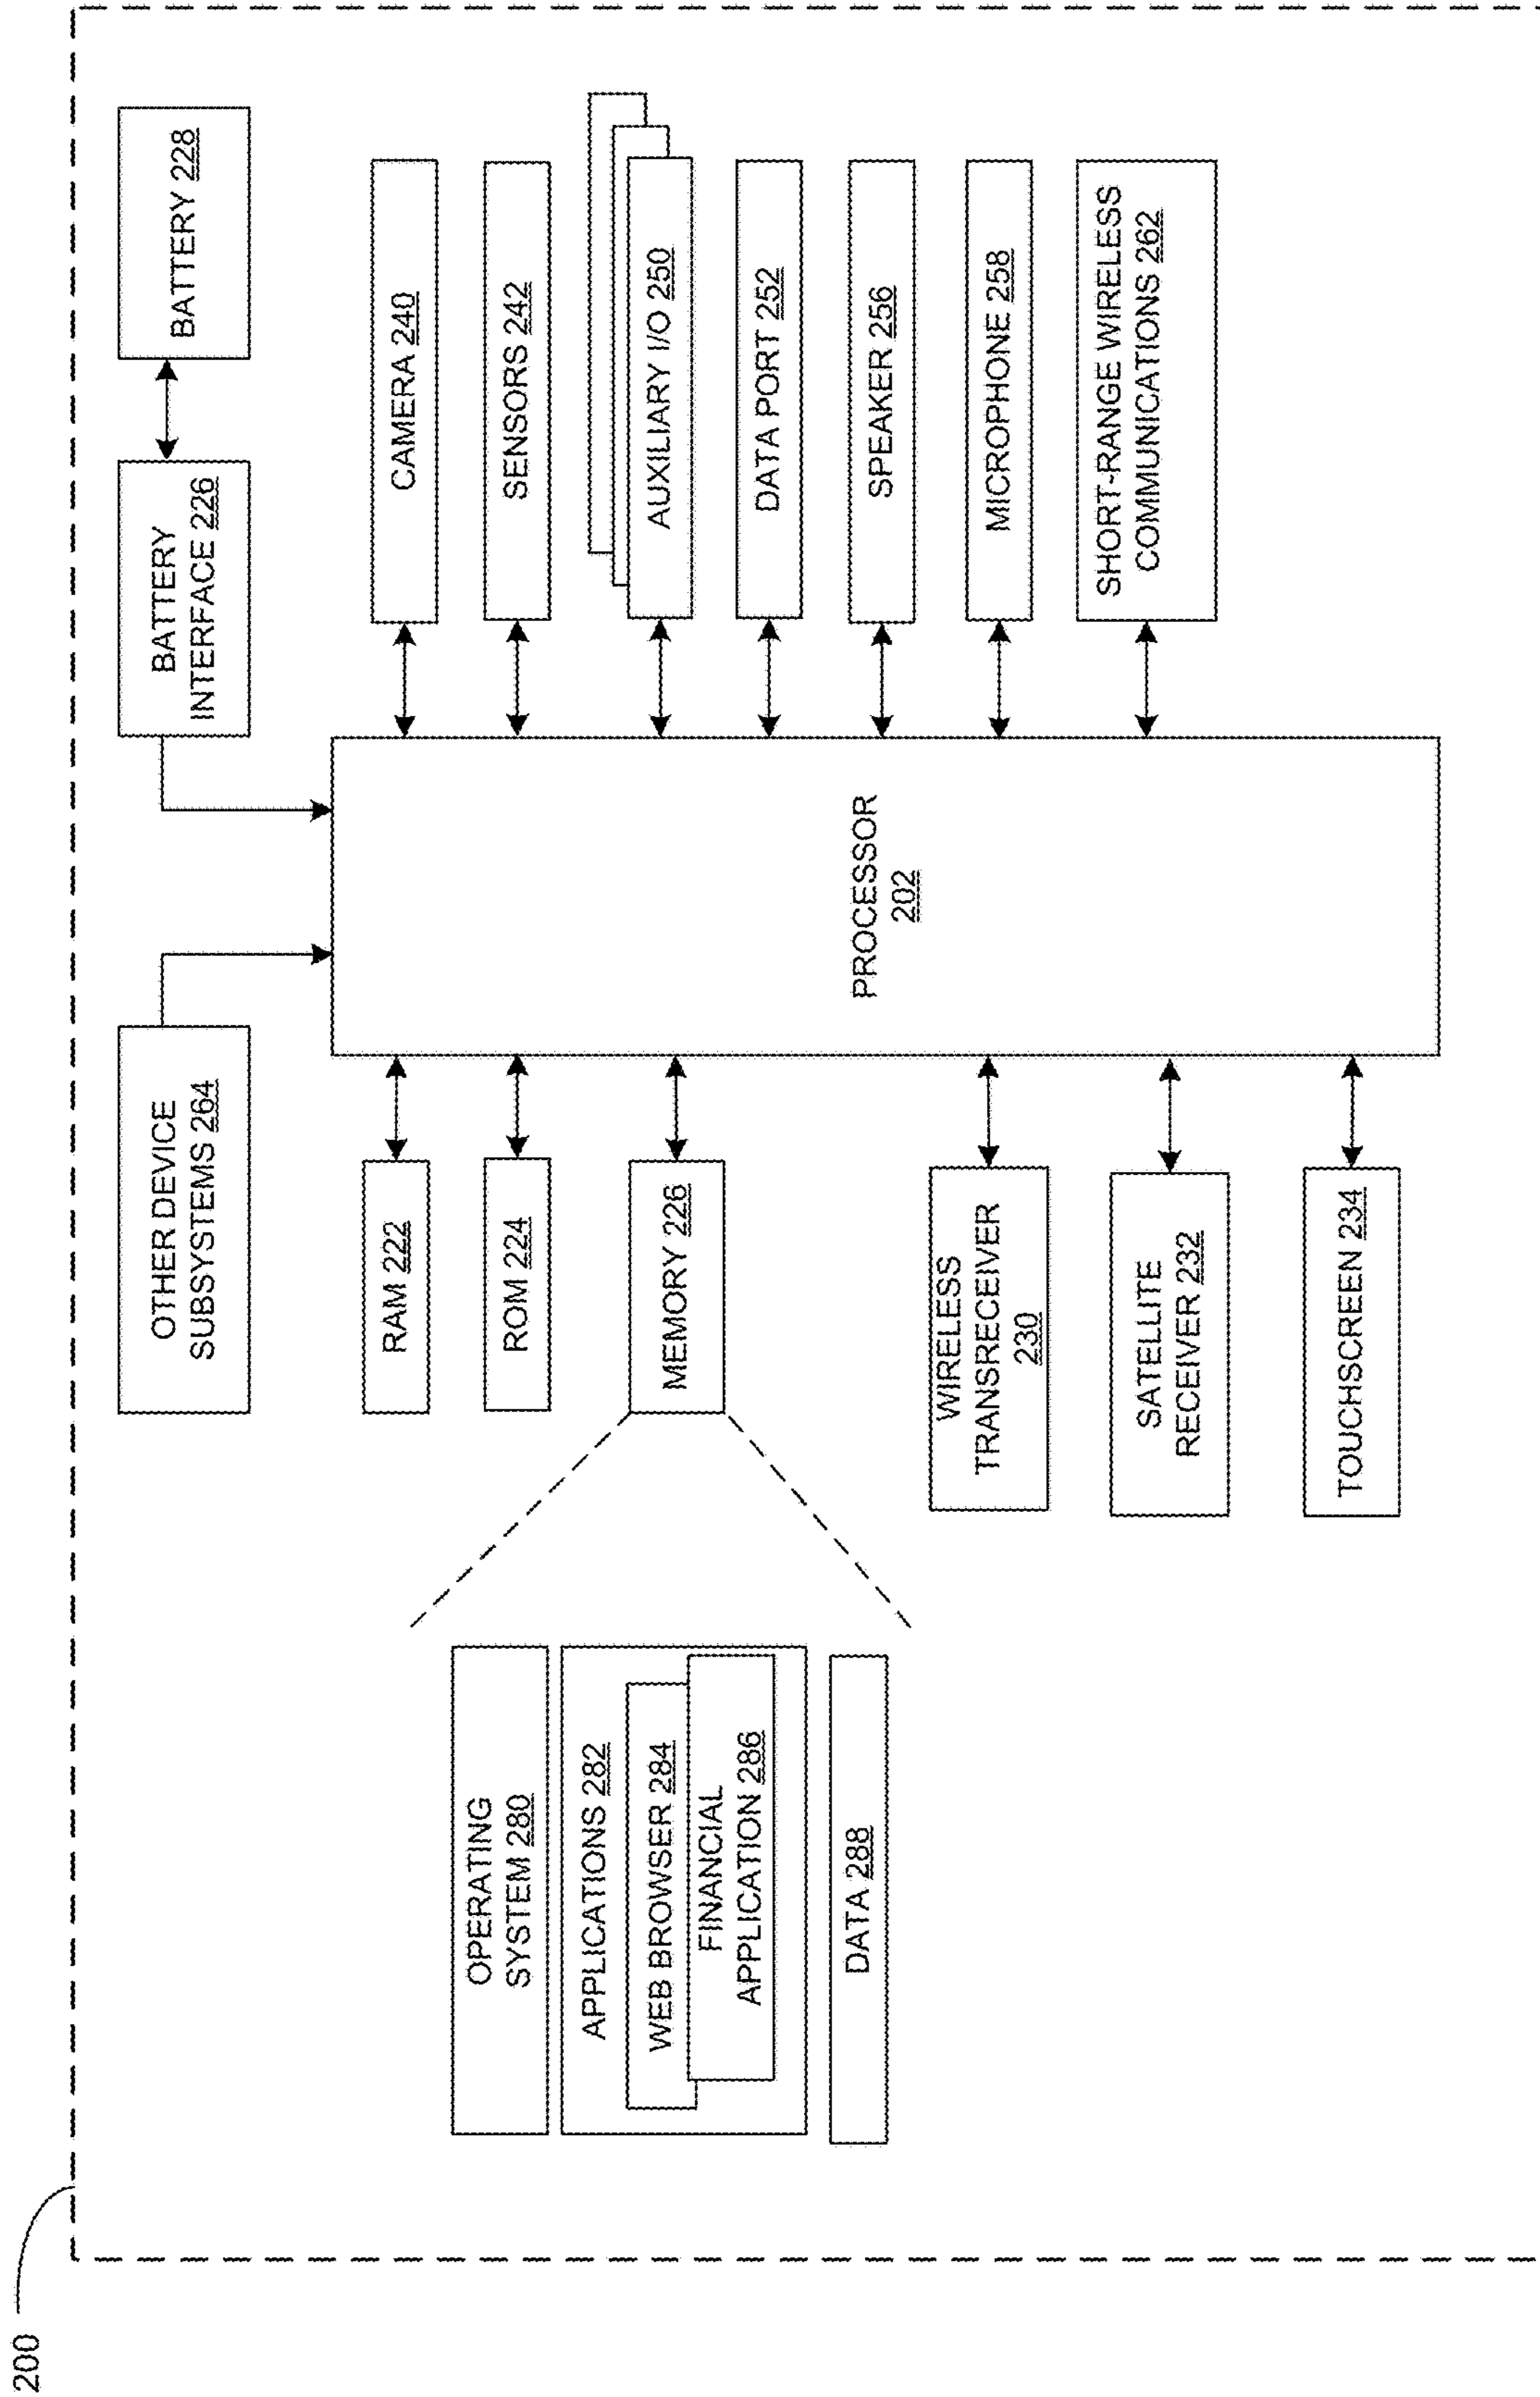 200
OTHER DEVICE
SUBSYSTEMS 264
BATTERY
INTERFACE 226
BATTERY 228
RAM 222
ROM 224
MEMORY 226
OPERATING
SYSTEM 280
APPLICATIONS 282
WEB BROWSER 284
FINANCIAL
APPLICATION 286
DATA 288
WIRELESS
TRANSRECEIVER
230
SATELLITE
RECEIVER 232
TOUCHSCREEN 234
PROCESSOR
202
CAMERA 240
SENSORS 242
AUXILIARY I/O 250
DATA PORT 252
SPEAKER 256
MICROPHONE 258
SHORT-RANGE WIRELESS
COMMUNICATIONS 262